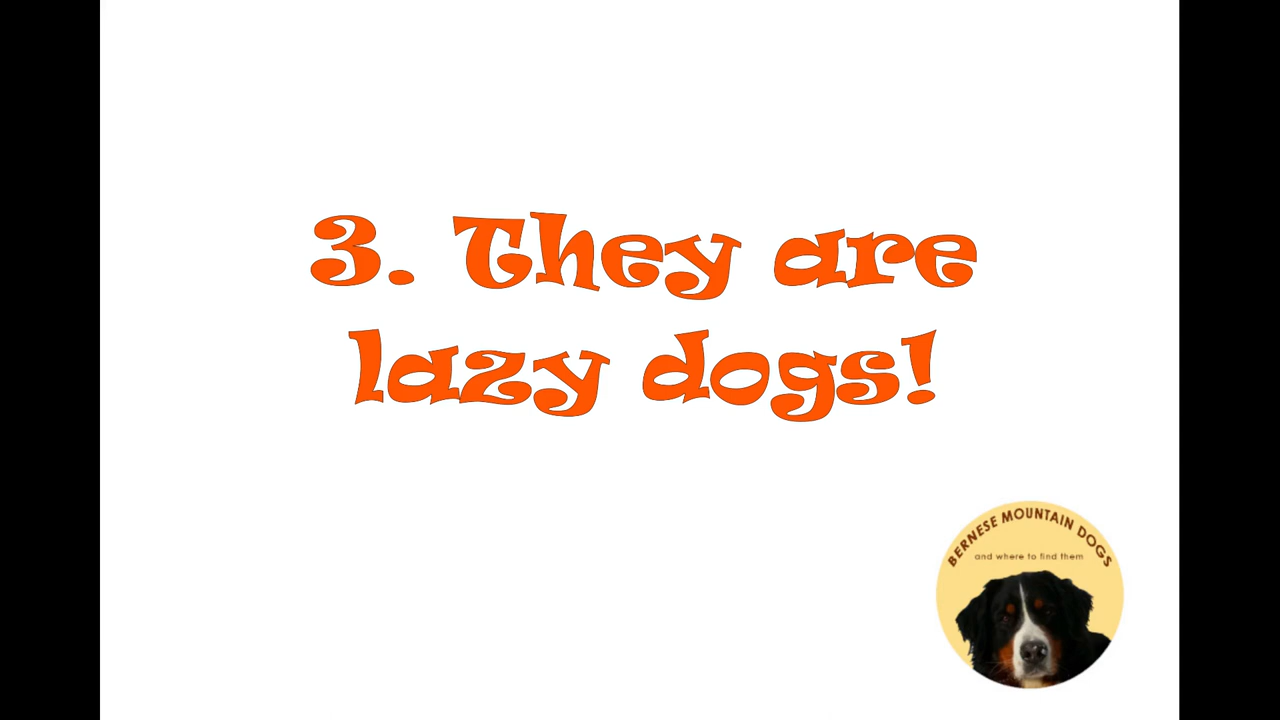 3. They are
lazy dogs!
BERNESE MOUNTAIN DOGS
and where to find them